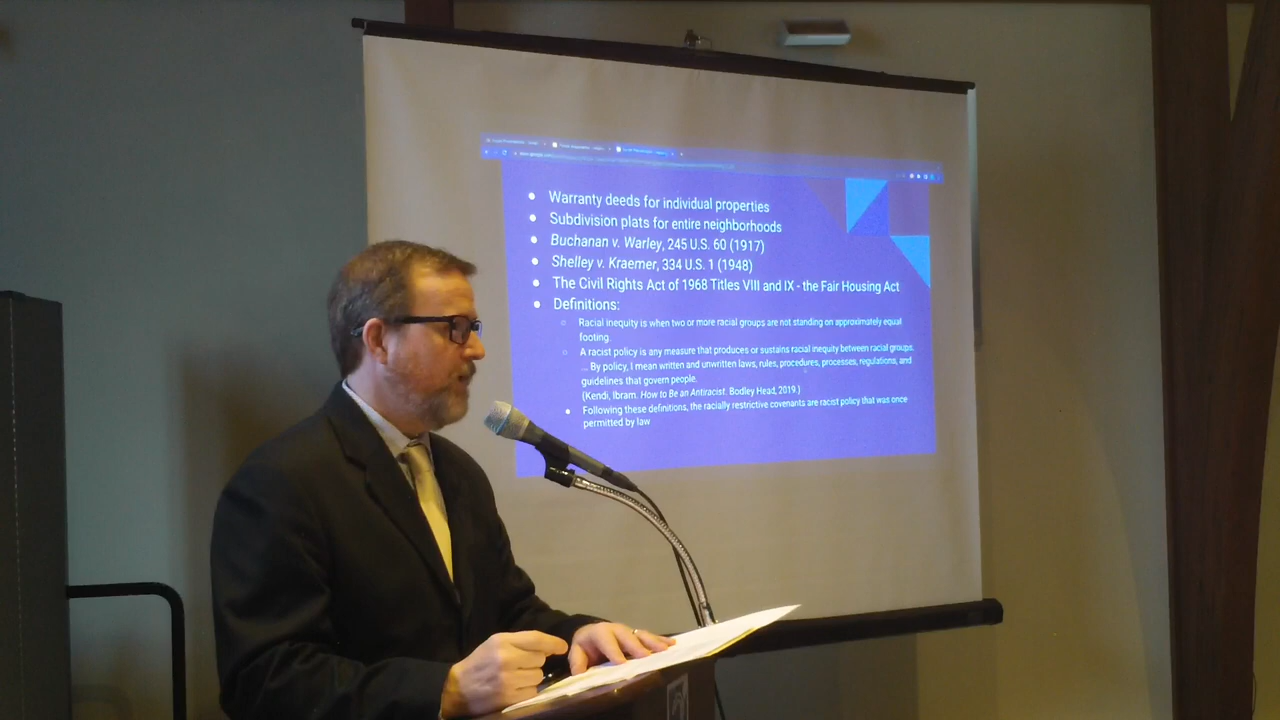 Warranty deeds for individual properties
Subdivision plats for entire neighborhoods
Buchanan v. Warley, 245 U.S. 60 (1917)
Shelley v. Kraemer, 334 U.S. 1 (1948)
The Civil Rights Act of 1968 Titles VIII and IX - the Fair Housing Act
Definitions:
Racial inequity is when two or more racial groups are not standing on approximately equal
footing.
A racist policy is any measure that produces or sustains racial inequity between racial groups.
... By policy, I mean written and unwritten laws, rules, procedures, processes, regulations, and
guidelines that govern people.
(Kendi, Ibram. How to Be an Antiracist. Bodley Head, 2019.)
Following these definitions, the racially restrictive covenants are racist policy that was once
permitted by law